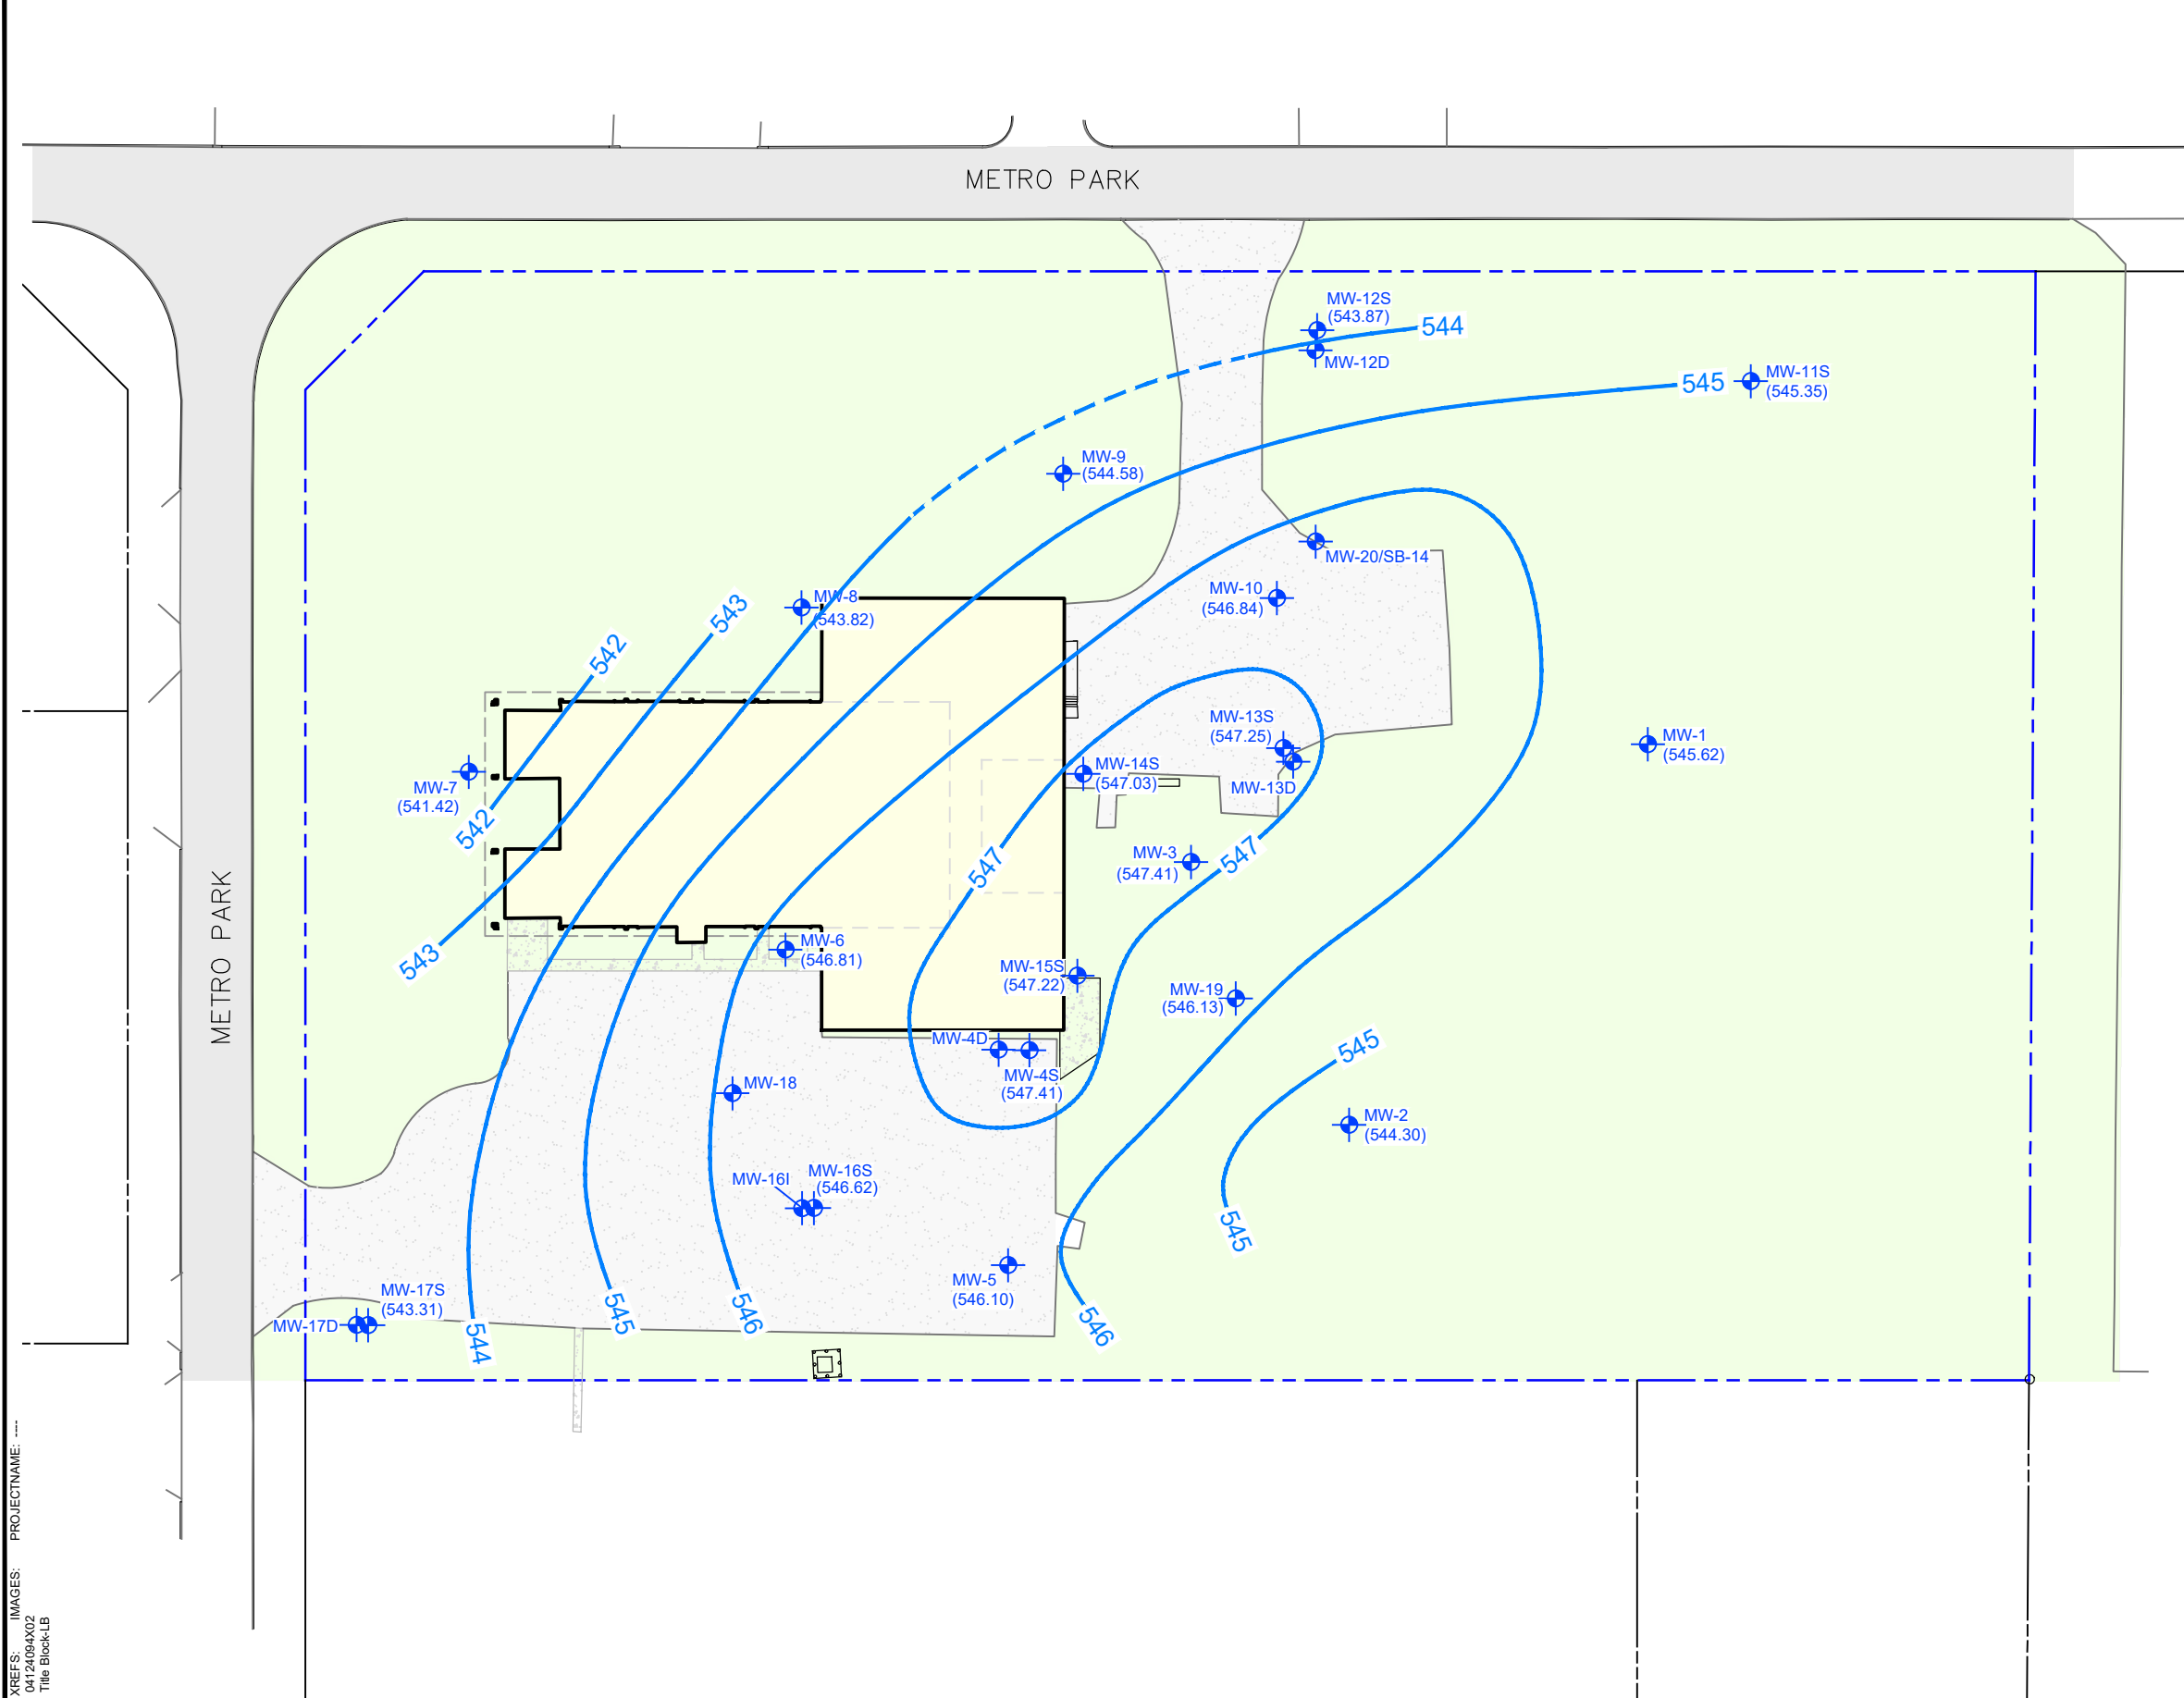 METRO PARK
MW-12S
(543.87)
544
MW-12D
545
MW-11S
(545.35)
MW-9
(544.58)
MW-20/SB-14
MW-10
(546.84)
MW-8
(543.82)
543
542
MW-13S
(547.25)
MW-1
(545.62)
MW-14S
(547.03)
MW-13D
MW-7
(541.42)
542
MW-3
(547.41)
547
547
METRO PARK
543
MW-6
(546.81)
MW-15S
(547.22)
MW-19
(546.13)
MW-4D
545
MW-4S
(547.41)
MW-18
MW-2
(544.30)
MW-16I
MW-16S
(546.62)
545
MW-5
(546.10)
MW-17S
(543.31)
MW-17D
544
545
546
546
XREFS: IMAGES: PROJECTNAME: ----
04124094X02
Title Block-LB